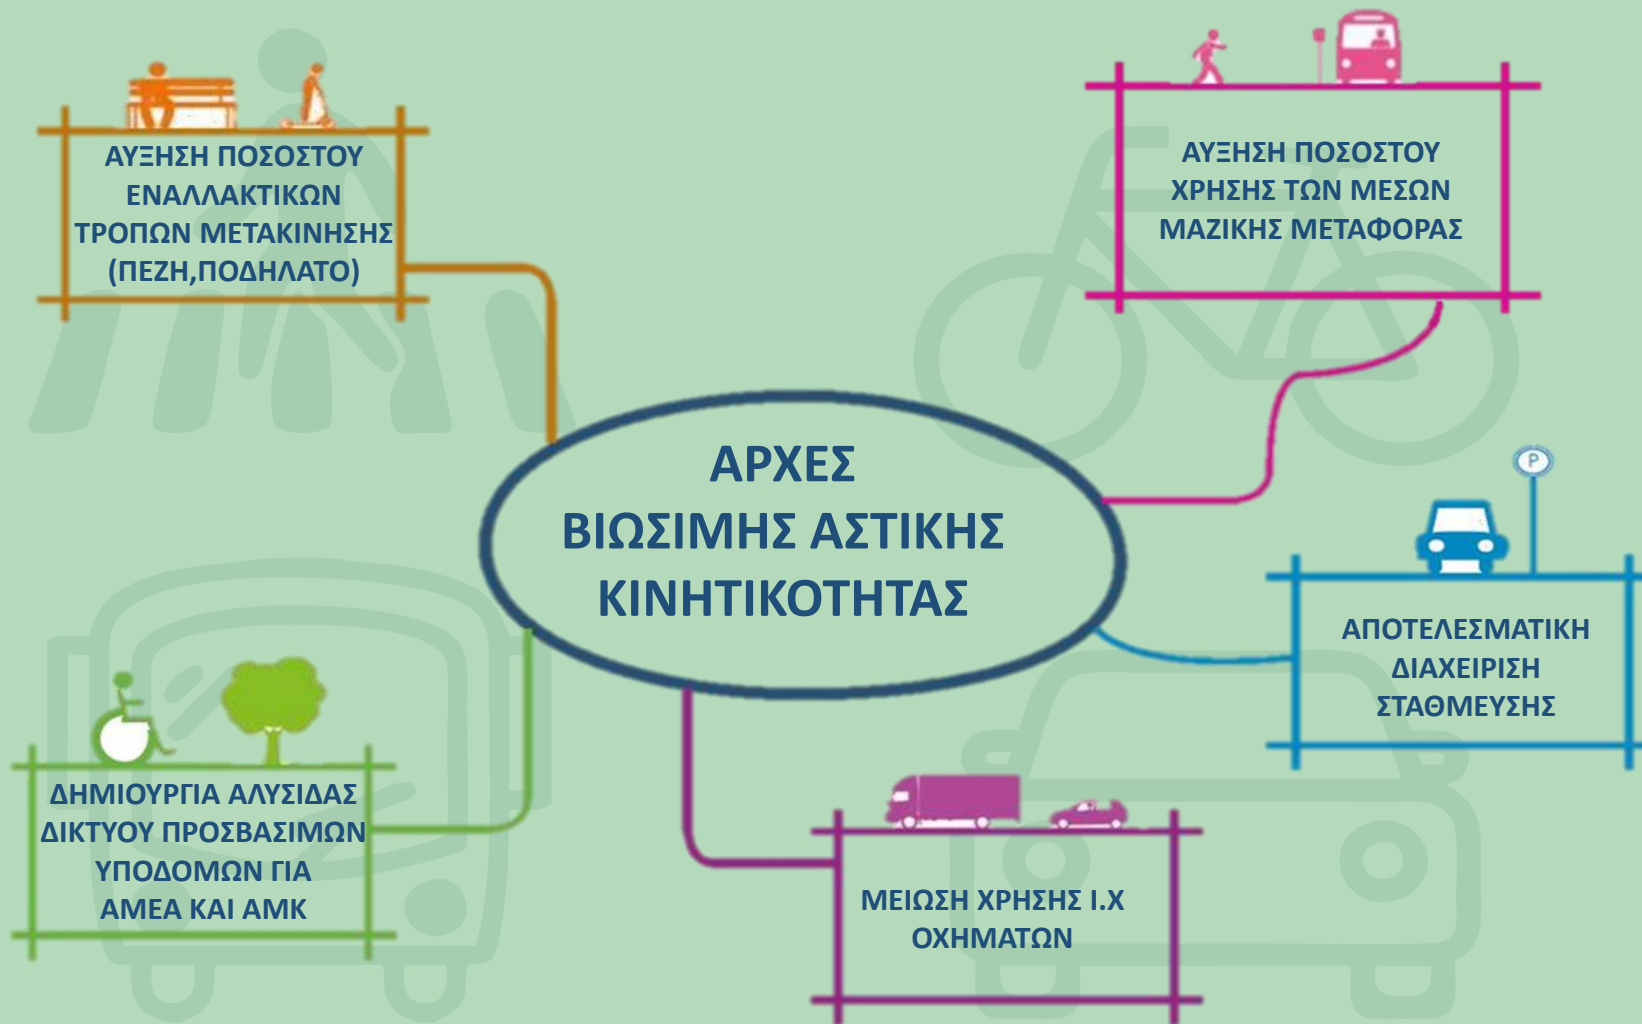 ΑΥΞΗΣΗ ΠΟΣΟΣΤΟΥ
ΕΝΑΛΛΑΚΤΙΚΩΝ
ΤΡΟΠΩΝ ΜΕΤΑΚΙΝΗΣΗΣ
(ΠΕΖΗ,ΠΟΔΗΛΑΤΟ)
ΑΥΞΗΣΗ ΠΟΣΟΣΤΟΥ
ΧΡΗΣΗΣ ΤΩΝ ΜΕΣΩΝ
ΜΑΖΙΚΗΣ ΜΕΤΑΦΟΡΑΣ
ΑΡΧΕΣ
ΒΙΩΣΙΜΗΣ ΑΣΤΙΚΗΣ
ΚΙΝΗΤΙΚΟΤΗΤΑΣ
P
ΑΠΟΤΕΛΕΣΜΑΤΙΚΗ
ΔΙΑΧΕΙΡΙΣΗ
ΣΤΑΘΜΕΥΣΗΣ
ΔΗΜΙΟΥΡΓΙΑ ΑΛΥΣΙΔΑΣ
ΔΙΚΤΥΟΥ ΠΡΟΣΒΑΣΙΜΩΝ
ΥΠΟΔΟΜΩΝ ΓΙΑ
ΑΜΕΑ ΚΑΙ ΑΜΚ
ΜΕΙΩΣΗ ΧΡΗΣΗΣ Ι.Χ
ΟΧΗΜΑΤΩΝ